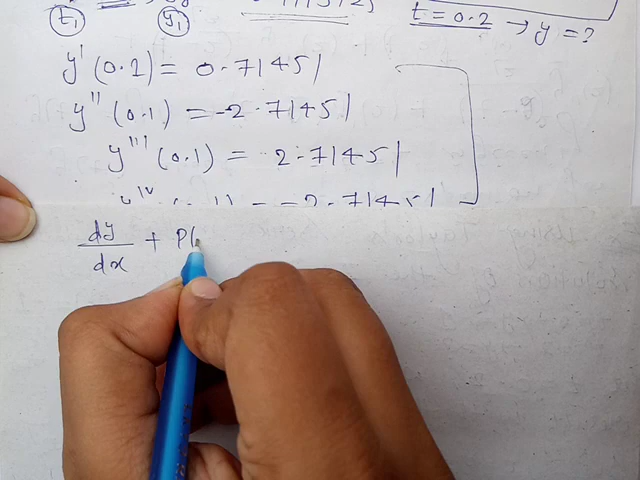 t₁ y₁ t = 0.2 → y = ?
y' (0.2) = 0.71451
y'' (0.1) = -2.71451
y''' (0.1) = 2.71451
dy/dx + P(